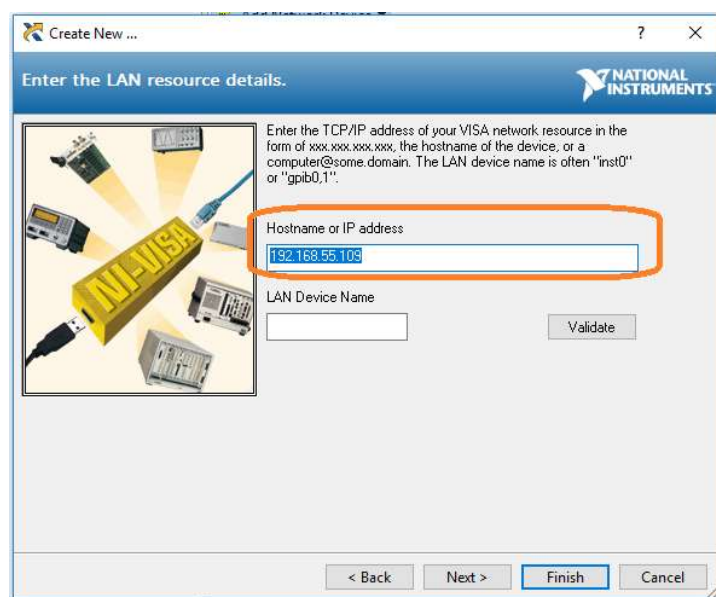 Create New ...
?
Enter the LAN resource details.
NATIONAL
INSTRUMENTS
Enter the TCP/IP address of your VISA network resource in the
form of xxx.xxx.xxx.xxx, the hostname of the device, or a
computer@some.domain. The LAN device name is often "inst0"
or "gpib0,1".
NI-VISA
Hostname or IP address
192.168.55.109
LAN Device Name
Validate
< Back
Next >
Finish
Cancel